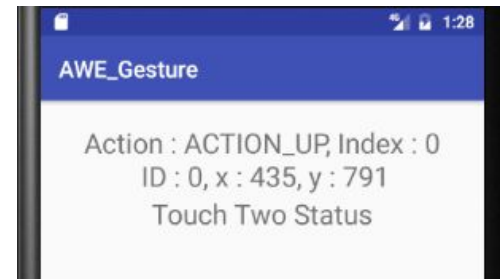 1:28
AWE_Gesture
Action : ACTION_UP, Index : 0
ID : 0, x : 435, y : 791
Touch Two Status